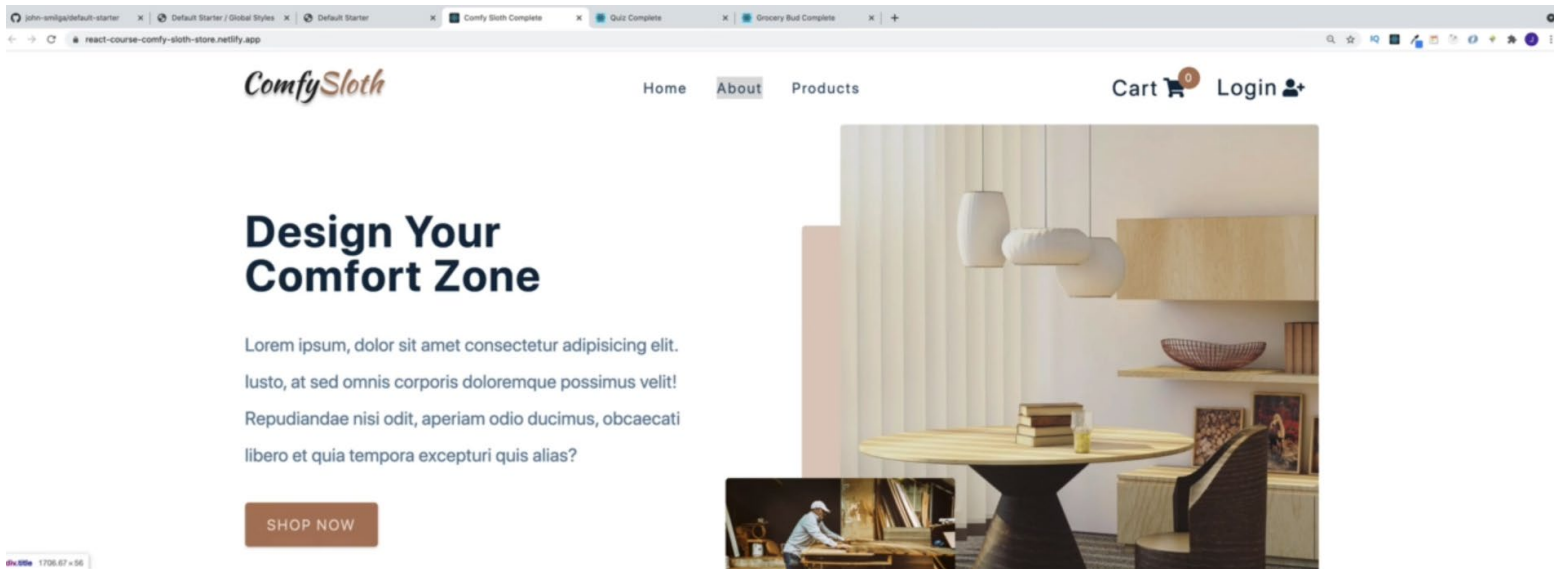 john-smilga/default-starter
Default Starter / Global Styles
Default Starter
Comfy Sloth Complete
Quiz Complete
Grocery Bud Complete
react-course-comfy-sloth-store.netlify.app
ComfySloth
Home
About
Products
Cart
0
Login
Design Your
Comfort Zone
Lorem ipsum, dolor sit amet consectetur adipisicing elit.
Iusto, at sed omnis corporis doloremque possimus velit!
Repudiandae nisi odit, aperiam odio ducimus, obcaecati
libero et quia tempora excepturi quis alias?
SHOP NOW
div.title 1706.67×56